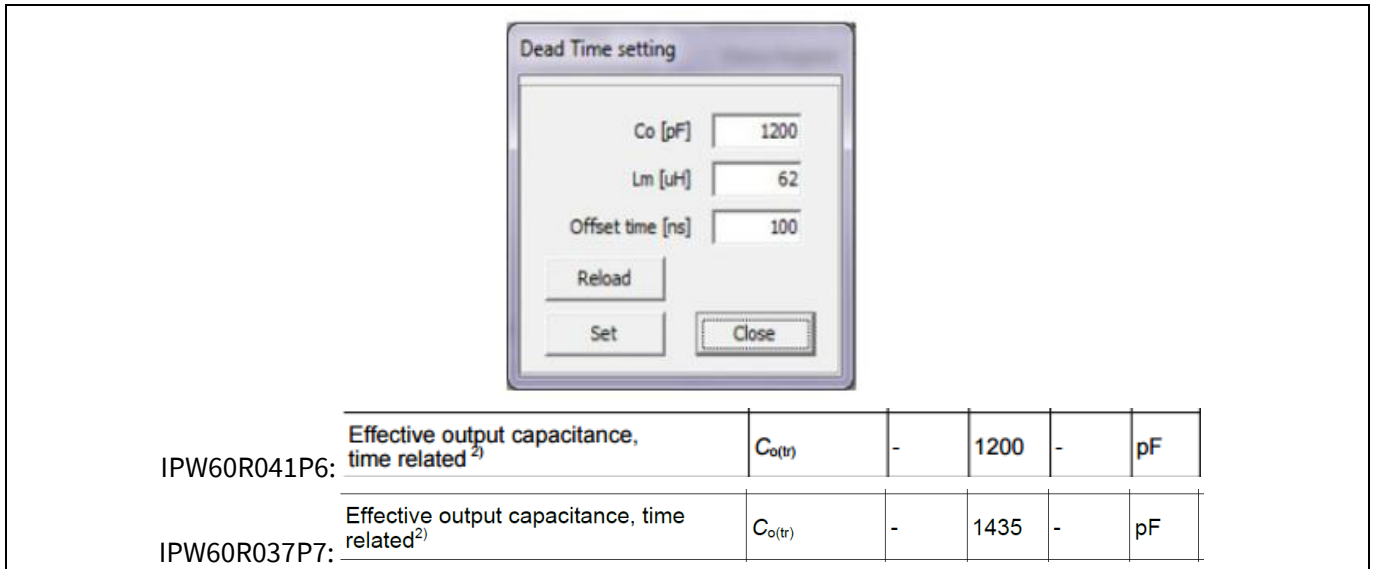 Dead Time setting
Co [pF] 1200
Lm [uH] 62
Offset time [ns] 100
Reload
Set Close
Effective output capacitance,
IPW60R041P6: time related 2) Co(tr) - 1200 - pF
Effective output capacitance, time
IPW60R037P7: related2) Co(tr) - 1435 - pF